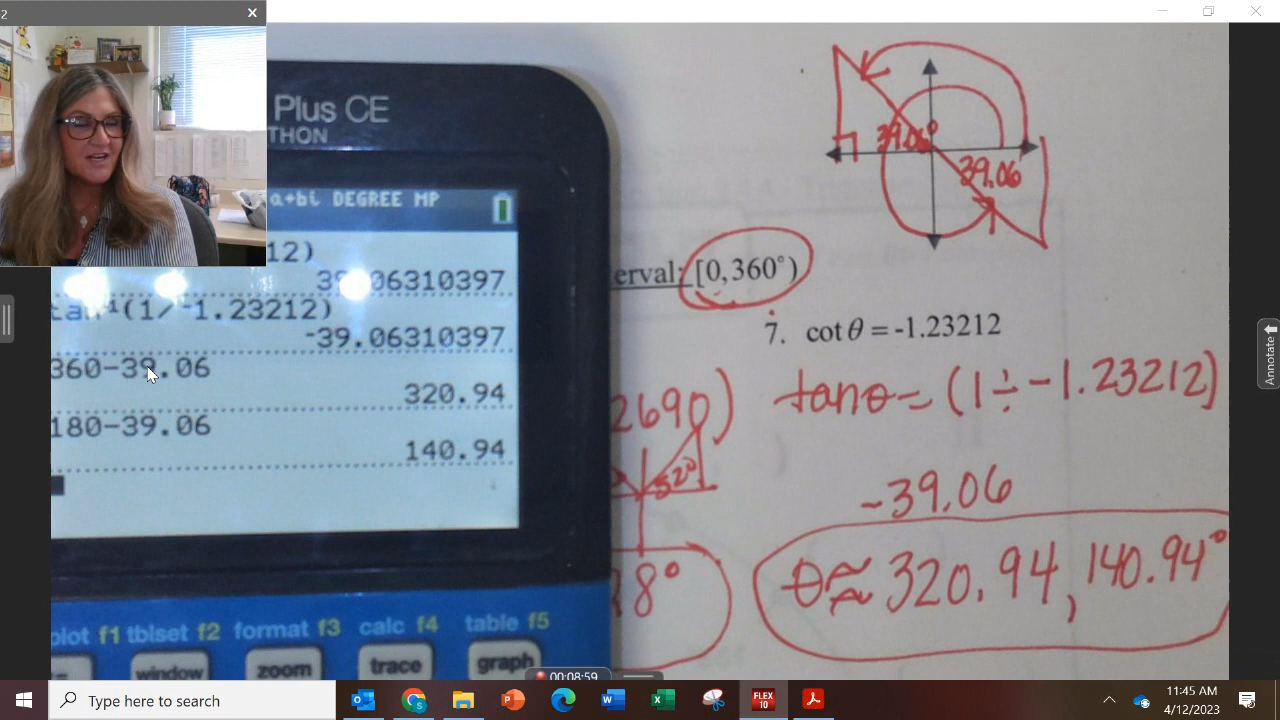 2
Plus CE
THON
a+bi DEGREE MP
12)
39.06310397
tan⁻¹(1/-1.23212)
-39.06310397
360-39.06
320.94
180-39.06
140.94
39.06°
39.06
erval: [0,360°)
7. cot θ = -1.23212
tanθ = (1 ÷ -1.23212)
2690)
52°
-39.06
8°
θ ≈ 320.94, 140.94°
plot f1 tblset f2 format f3 calc f4 table f5
window zoom trace graph
00:08:59
Annotate
Type here to search
FLEX 10
11:45 AM
4/12/2023